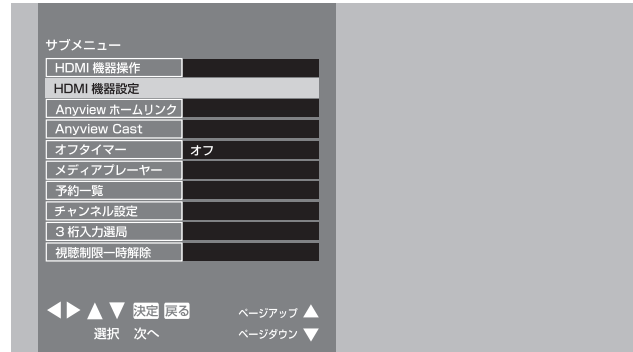 サブメニュー
HDMI 機器操作
HDMI 機器設定
Anyview ホームリンク
Anyview Cast
オフタイマー オフ
メディアプレーヤー
予約一覧
チャンネル設定
3 桁入力選局
視聴制限一時解除
◀▶▲▼ 決定 戻る ページアップ ▲
選択 次へ ページダウン ▼